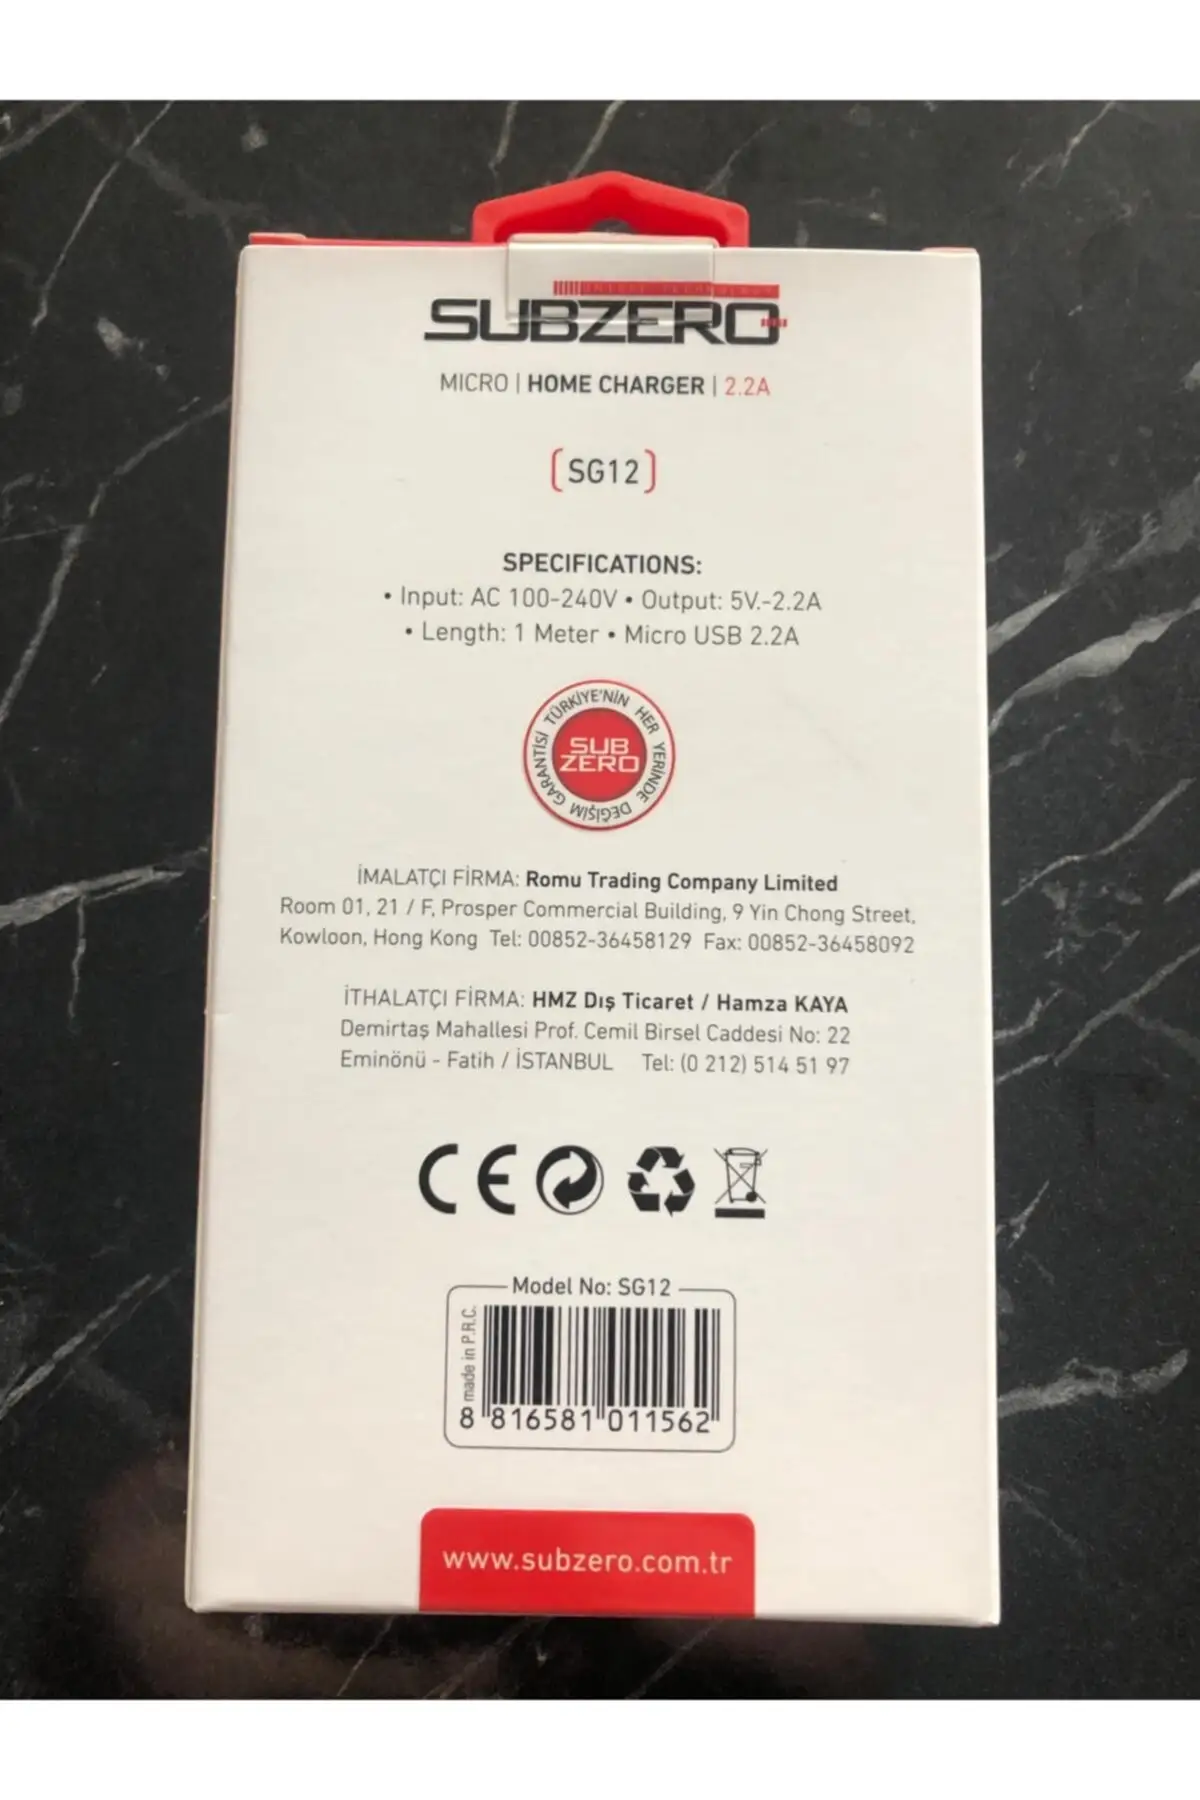 SUBZERO
MICRO | HOME CHARGER | 2.2A
[SG12]
SPECIFICATIONS:
• Input: AC 100-240V • Output: 5V.-2.2A
• Length: 1 Meter • Micro USB 2.2A
TÜRKİYE'NİN HER YERİNDE DEĞİŞİM GARANTİSİ
SUB
ZERO
İMALATÇI FİRMA: Romu Trading Company Limited
Room 01, 21 / F, Prosper Commercial Building, 9 Yin Chong Street,
Kowloon, Hong Kong Tel: 00852-36458129 Fax: 00852-36458092
İTHALATÇI FİRMA: HMZ Dış Ticaret / Hamza KAYA
Demirtaş Mahallesi Prof. Cemil Birsel Caddesi No: 22
Eminönü - Fatih / İSTANBUL Tel: (0 212) 514 51 97
CE
Model No: SG12
made in P.R.C.
8 816581 011562
www.subzero.com.tr